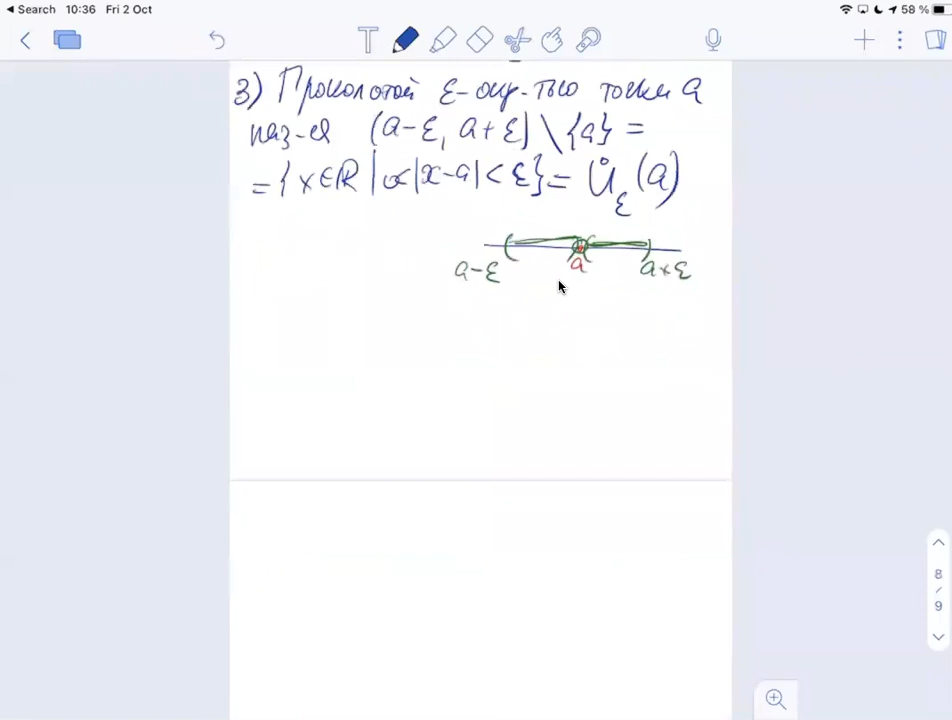 Search 10:36 Fri 2 Oct 58 %
3) Проколотой ε-окр-тью точки a
наз-ся (a-ε, a+ε) \ {a} =
= {x∈ℝ | 0<|x-a|<ε} = Ů_ε(a)
a-ε a a+ε
8
/
9